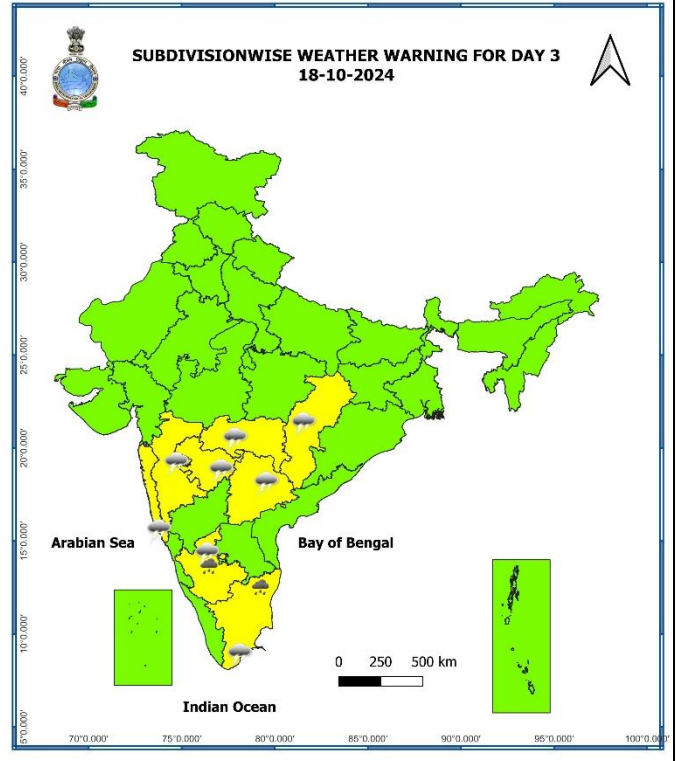 SUBDIVISIONWISE WEATHER WARNING FOR DAY 3
18-10-2024
40°0.000'
35°0.000'
30°0.000'
25°0.000'
20°0.000'
15°0.000'
10°0.000'
5°0.000'
Arabian Sea
Bay of Bengal
0 250 500 km
Indian Ocean
70°0.000' 75°0.000' 80°0.000' 85°0.000' 90°0.000' 95°0.000' 100°0.000'